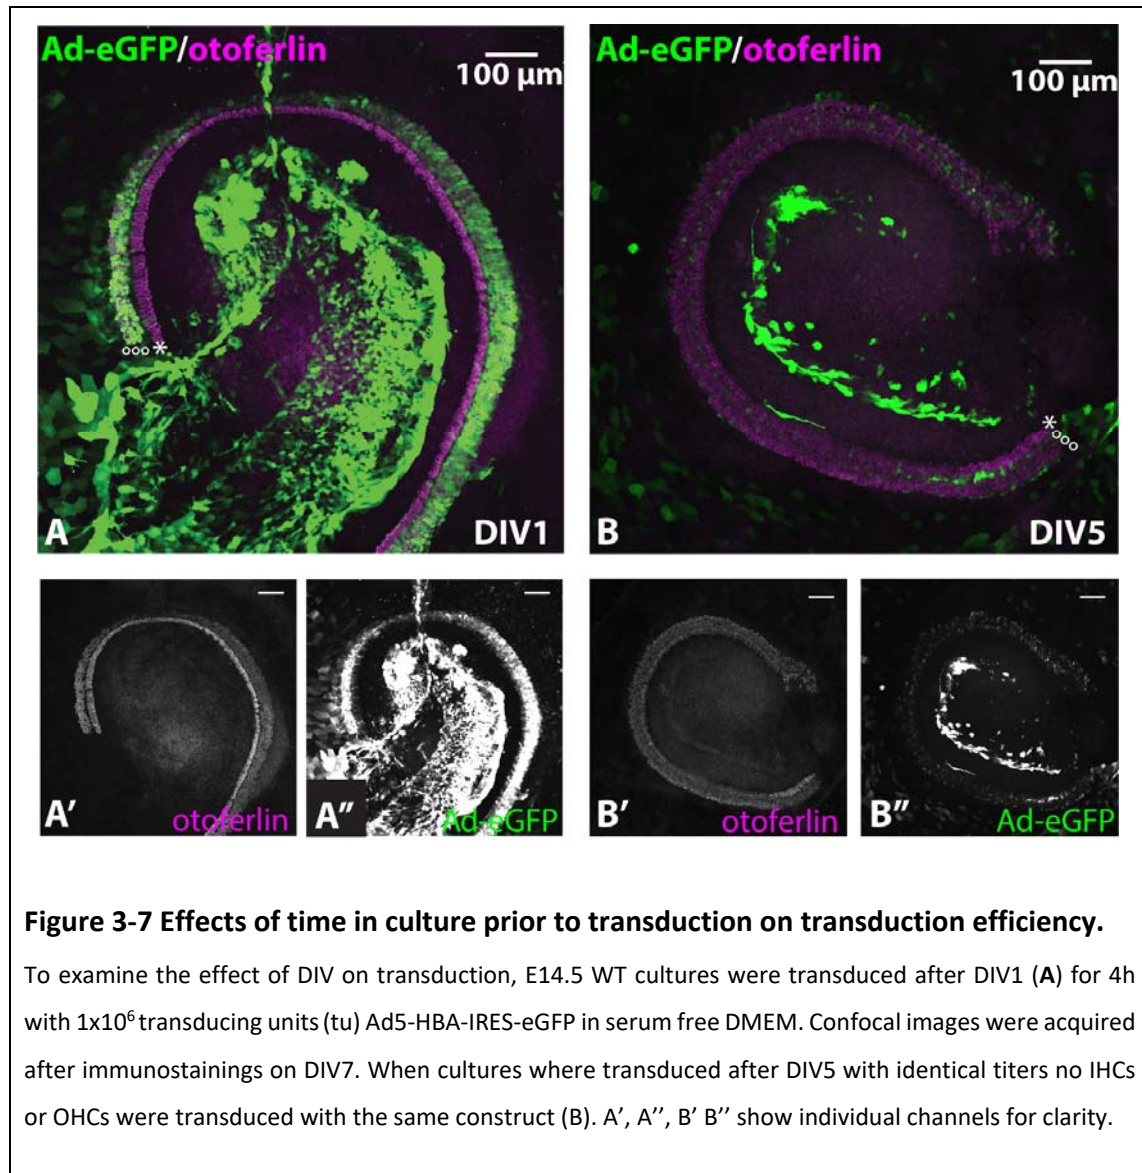 Ad-eGFP/otoferlin
100 µm
A
DIV1
ooo*
Ad-eGFP/otoferlin
100 µm
B
DIV5
*ooo
A'
otoferlin
A''
Ad-eGFP
B'
otoferlin
B''
Ad-eGFP
Figure 3-7 Effects of time in culture prior to transduction on transduction efficiency.
To examine the effect of DIV on transduction, E14.5 WT cultures were transduced after DIV1 (A) for 4h
with 1x10⁶ transducing units (tu) Ad5-HBA-IRES-eGFP in serum free DMEM. Confocal images were acquired
after immunostainings on DIV7. When cultures where transduced after DIV5 with identical titers no IHCs
or OHCs were transduced with the same construct (B). A’, A’’, B’ B’’ show individual channels for clarity.